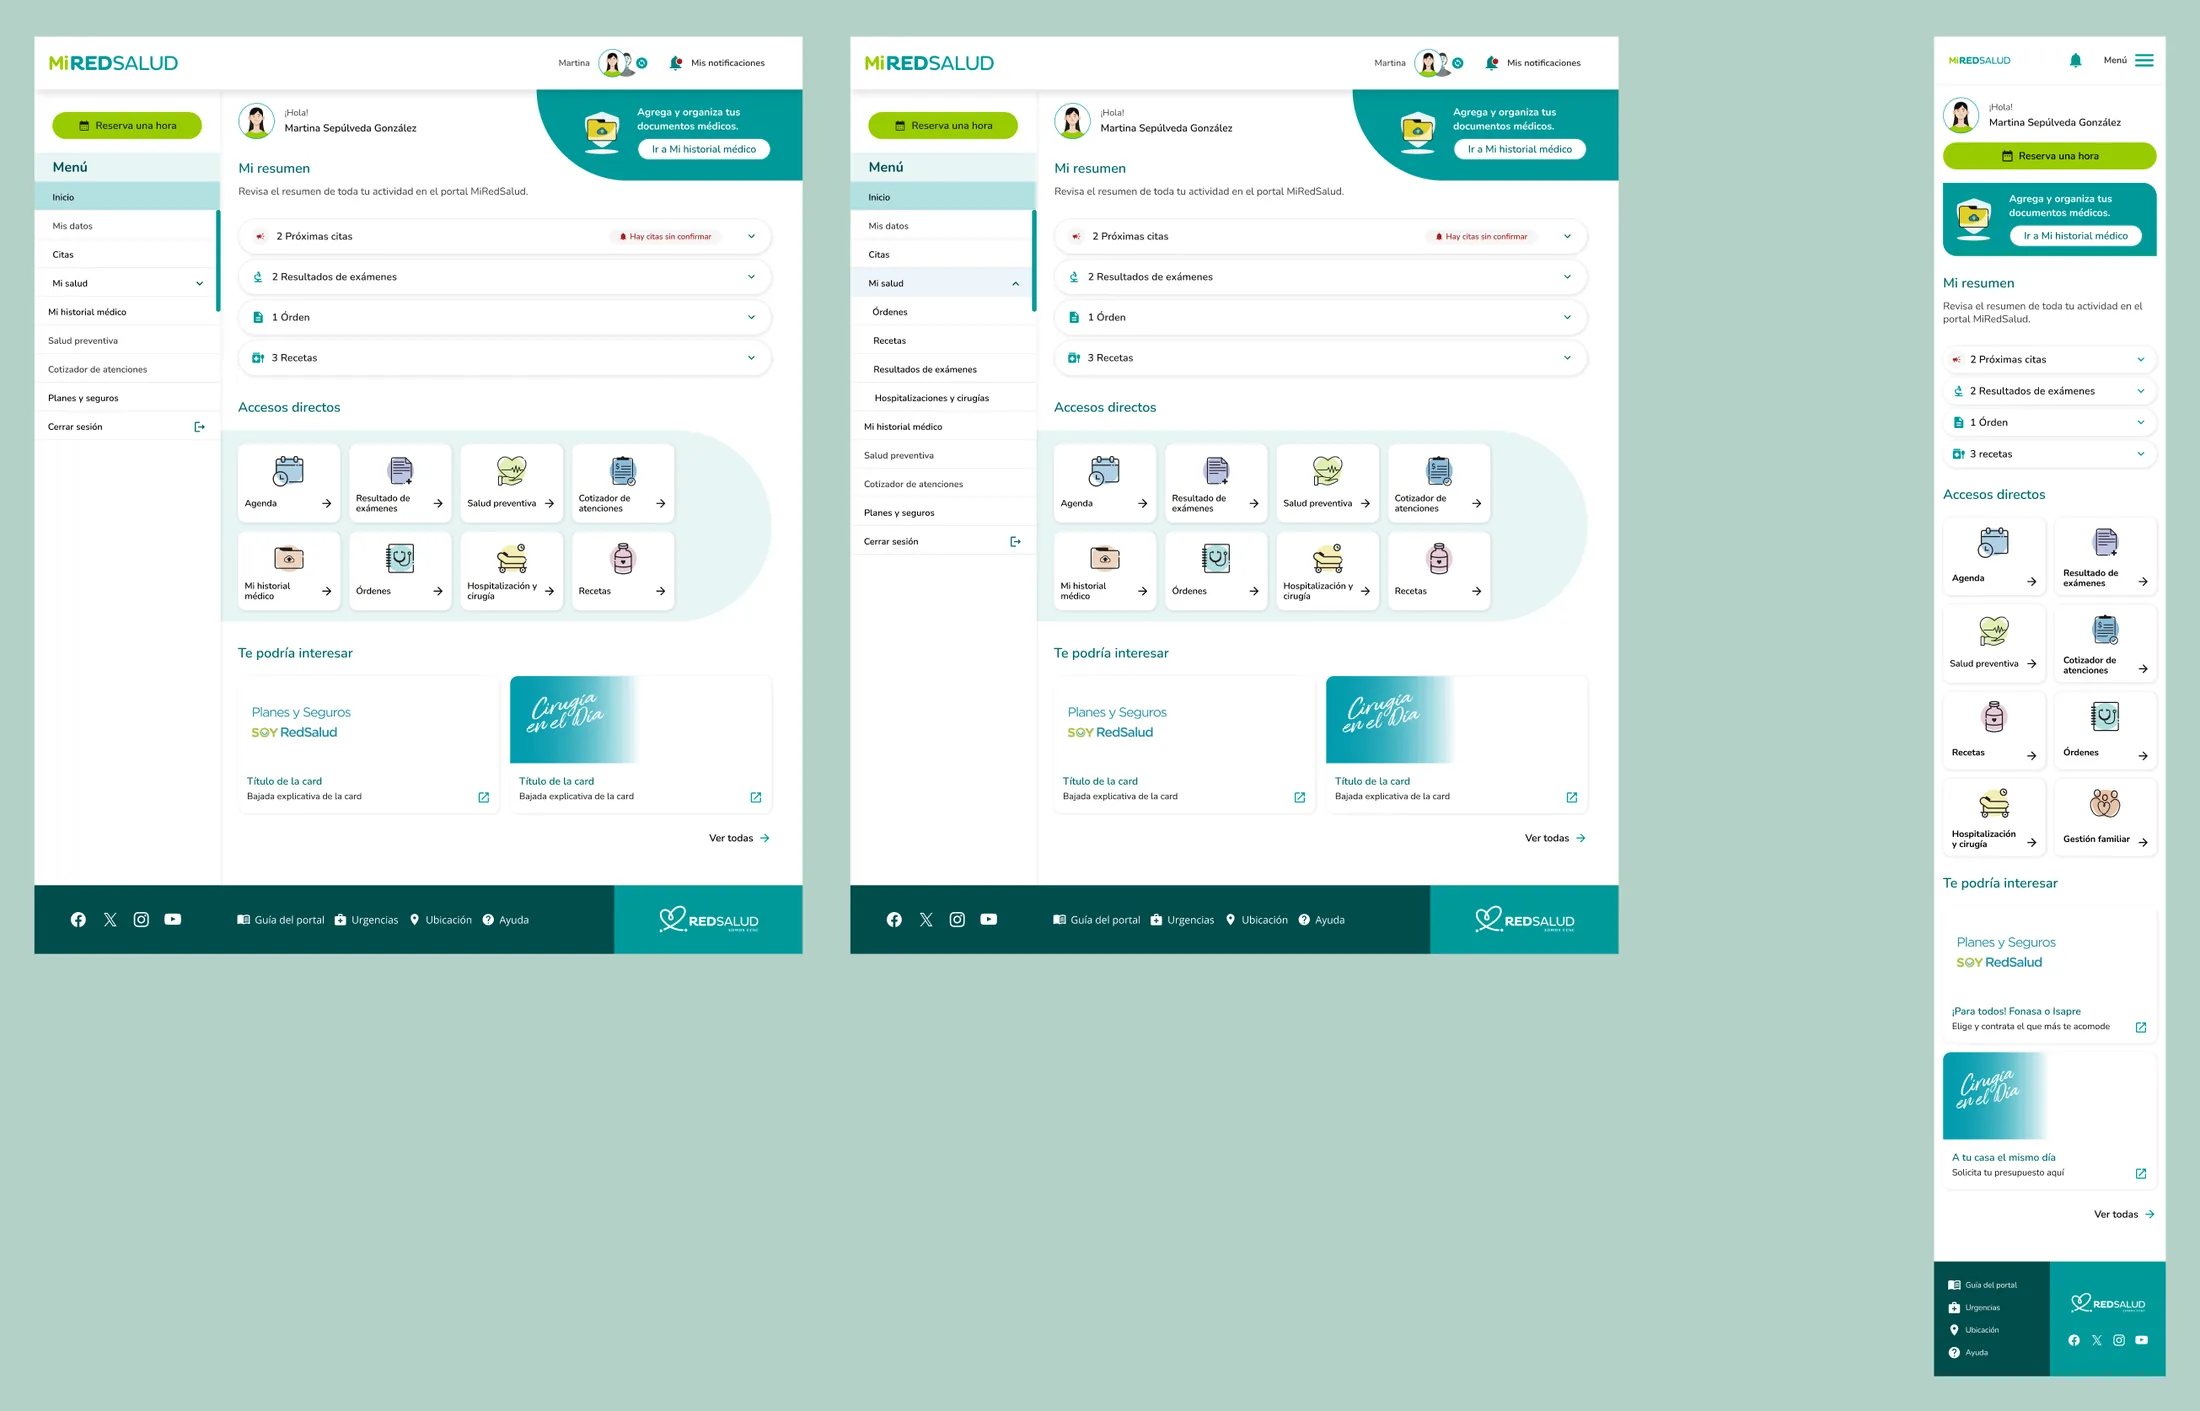 MiREDSALUD
Martina
Mis notificaciones
Reserva una hora
Menú
Inicio
Mis datos
Citas
Mi salud
Mi historial médico
Salud preventiva
Cotizador de atenciones
Planes y seguros
Cerrar sesión
¡Hola!
Martina Sepúlveda González
Agrega y organiza tus
documentos médicos.
Ir a Mi historial médico
Mi resumen
Revisa el resumen de toda tu actividad en el portal MiRedSalud.
2 Próximas citas
Hay citas sin confirmar
2 Resultados de exámenes
1 Órden
3 Recetas
Accesos directos
Agenda
Resultado de
exámenes
Salud preventiva
Cotizador de
atenciones
Mi historial
médico
Órdenes
Hospitalización y
cirugía
Recetas
Te podría interesar
Planes y Seguros
SOY RedSalud
Título de la card
Bajada explicativa de la card
Cirugía
en el Día
Título de la card
Bajada explicativa de la card
Ver todas
Guía del portal
Urgencias
Ubicación
Ayuda
REDSALUD
SOMOS CChC
MiREDSALUD
Martina
Mis notificaciones
Reserva una hora
Menú
Inicio
Mis datos
Citas
Mi salud
Órdenes
Recetas
Resultados de exámenes
Hospitalizaciones y cirugías
Mi historial médico
Salud preventiva
Cotizador de atenciones
Planes y seguros
Cerrar sesión
¡Hola!
Martina Sepúlveda González
Agrega y organiza tus
documentos médicos.
Ir a Mi historial médico
Mi resumen
Revisa el resumen de toda tu actividad en el portal MiRedSalud.
2 Próximas citas
Hay citas sin confirmar
2 Resultados de exámenes
1 Órden
3 Recetas
Accesos directos
Agenda
Resultado de
exámenes
Salud preventiva
Cotizador de
atenciones
Mi historial
médico
Órdenes
Hospitalización y
cirugía
Recetas
Te podría interesar
Planes y Seguros
SOY RedSalud
Título de la card
Bajada explicativa de la card
Cirugía
en el Día
Título de la card
Bajada explicativa de la card
Ver todas
Guía del portal
Urgencias
Ubicación
Ayuda
REDSALUD
SOMOS CChC
MiREDSALUD
Menú
¡Hola!
Martina Sepúlveda González
Reserva una hora
Agrega y organiza tus
documentos médicos.
Ir a Mi historial médico
Mi resumen
Revisa el resumen de toda tu actividad en el
portal MiRedSalud.
2 Próximas citas
2 Resultados de exámenes
1 Órden
3 recetas
Accesos directos
Agenda
Resultado de
exámenes
Salud preventiva
Cotizador de
atenciones
Recetas
Órdenes
Hospitalización
y cirugía
Gestión familiar
Te podría interesar
Planes y Seguros
SOY RedSalud
¡Para todos! Fonasa o Isapre
Elige y contrata el que más te acomode
Cirugía
en el Día
A tu casa el mismo día
Solicita tu presupuesto aquí
Ver todas
Guía del portal
Urgencias
Ubicación
Ayuda
REDSALUD